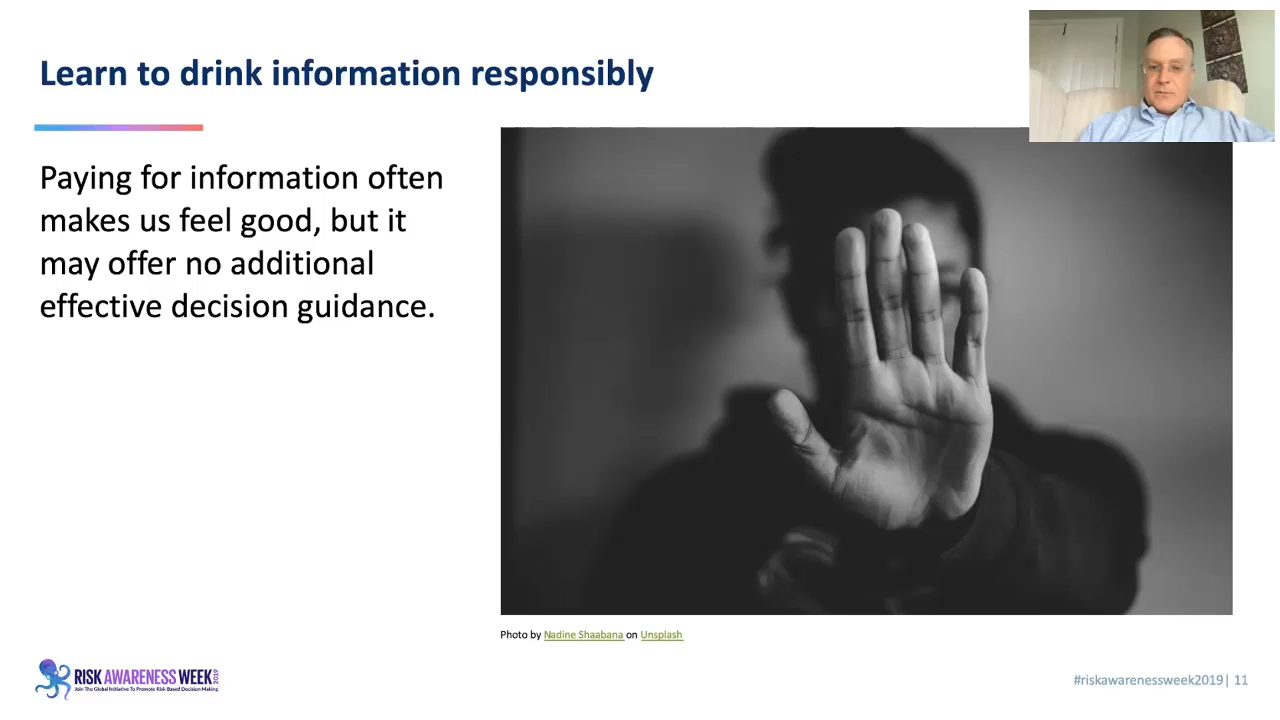 Learn to drink information responsibly
Paying for information often
makes us feel good, but it
may offer no additional
effective decision guidance.
Photo by Nadine Shaabana on Unsplash
RISK AWARENESS WEEK 2019
Join The Global Initiative To Promote Risk Based Decision Making
#riskawarenessweek2019| 11